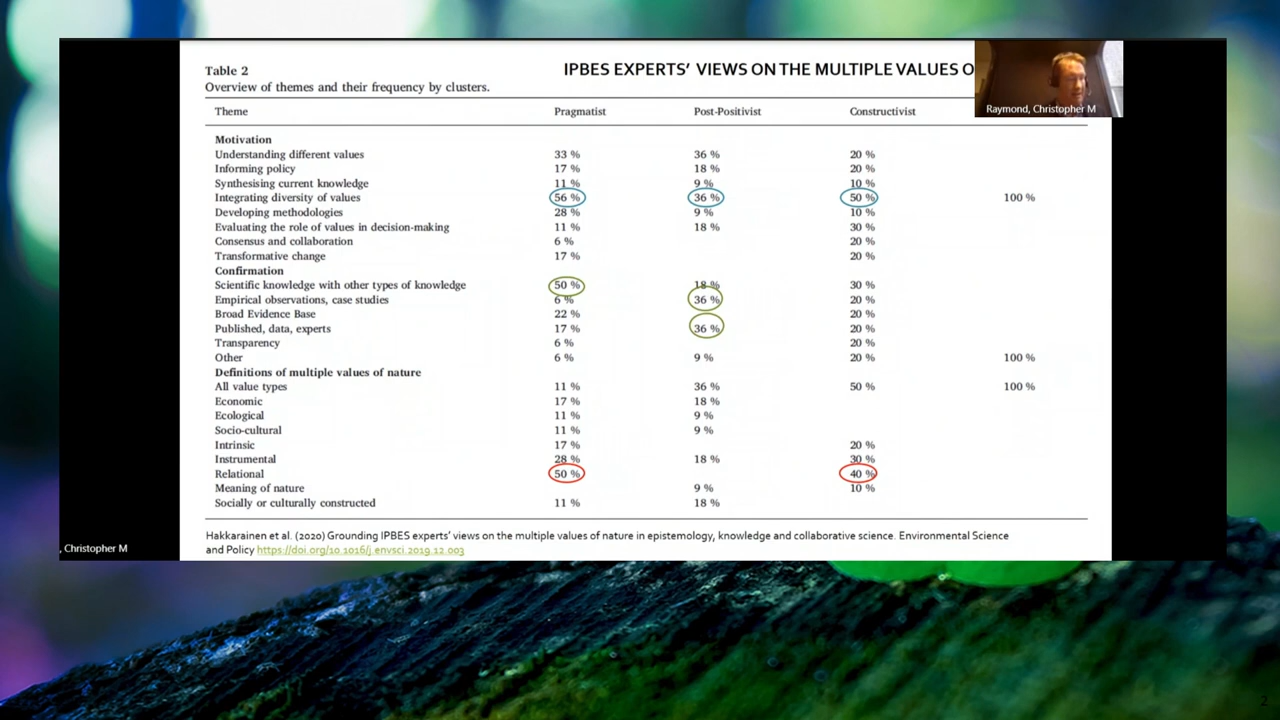 Table 2
IPBES EXPERTS' VIEWS ON THE MULTIPLE VALUES O
Overview of themes and their frequency by clusters.
Raymond, Christopher M
Theme Pragmatist Post-Positivist Constructivist
Motivation
Understanding different values 33 % 36 % 20 %
Informing policy 17 % 18 % 20 %
Synthesising current knowledge 11 % 9 % 10 %
Integrating diversity of values 56 % 36 % 50 % 100 %
Developing methodologies 28 % 9 % 10 %
Evaluating the role of values in decision-making 11 % 18 % 30 %
Consensus and collaboration 6 % 20 %
Transformative change 17 % 20 %
Confirmation
Scientific knowledge with other types of knowledge 50 % 18 % 30 %
Empirical observations, case studies 6 % 36 % 20 %
Broad Evidence Base 22 % 20 %
Published, data, experts 17 % 36 % 20 %
Transparency 6 % 20 %
Other 6 % 9 % 20 % 100 %
Definitions of multiple values of nature
All value types 11 % 36 % 50 % 100 %
Economic 17 % 18 %
Ecological 11 % 9 %
Socio-cultural 11 % 9 %
Intrinsic 17 % 20 %
Instrumental 28 % 18 % 30 %
Relational 50 % 40 %
Meaning of nature 9 % 10 %
Socially or culturally constructed 11 % 18 %
Hakkarainen et al. (2020) Grounding IPBES experts' views on the multiple values of nature in epistemology, knowledge and collaborative science. Environmental Science
and Policy https://doi.org/10.1016/j.envsci.2019.12.003
, Christopher M
2